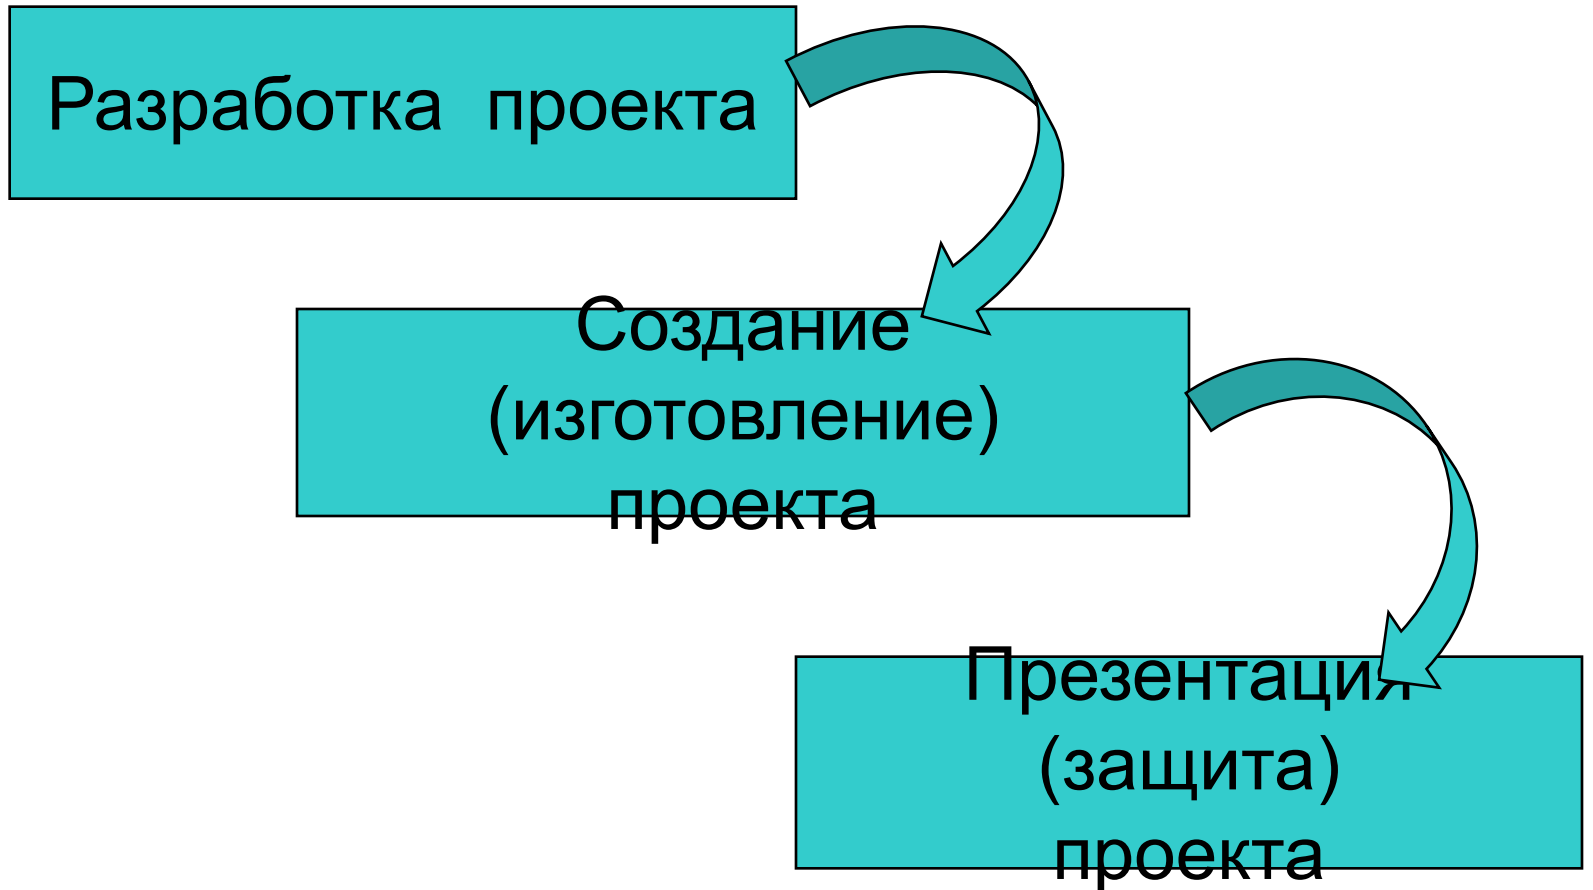 Разработка проекта
Создание
(изготовление)
проекта
Презентация
(защита)
проекта